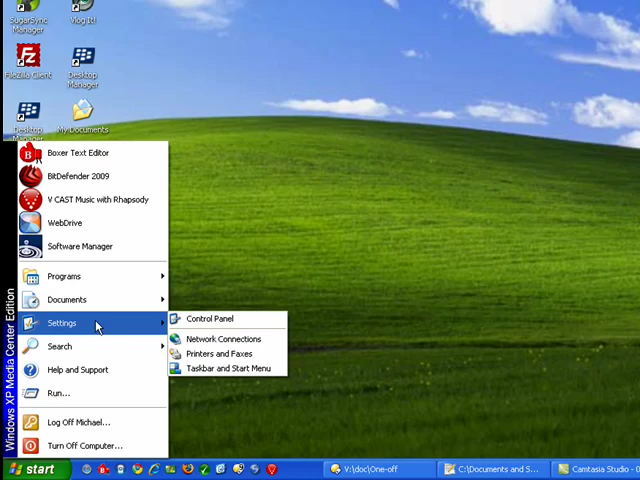 SugarSync
Manager
Vlog It!
FileZilla Client
Desktop
Manager
Desktop
Manager
My Documents
Boxer Text Editor
BitDefender 2009
V CAST Music with Rhapsody
WebDrive
Software Manager
Programs
Documents
Settings
Search
Help and Support
Run...
Log Off Michael...
Turn Off Computer...
Windows XP Media Center Edition
Control Panel
Network Connections
Printers and Faxes
Taskbar and Start Menu
start
V:\doc\One-off
C:\Documents and S...
Camtasia Studio -